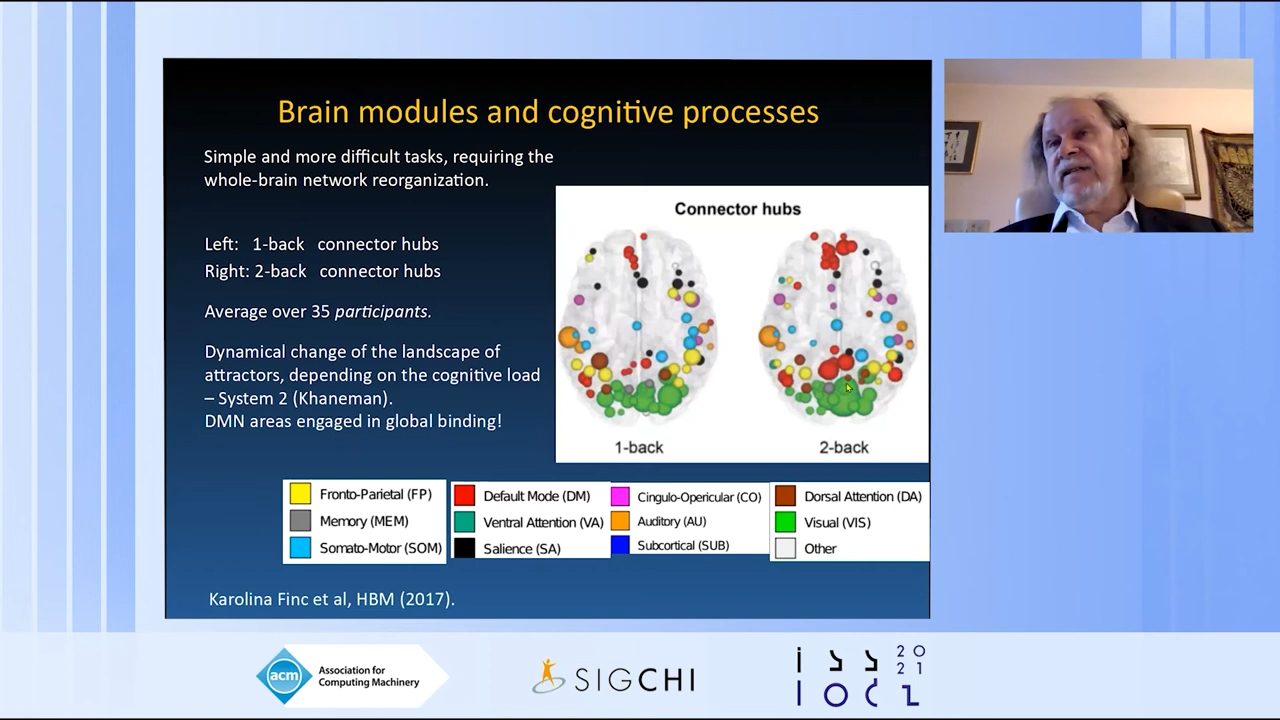 Brain modules and cognitive processes
Simple and more difficult tasks, requiring the
whole-brain network reorganization.
Left: 1-back connector hubs
Right: 2-back connector hubs
Average over 35 participants.
Dynamical change of the landscape of
attractors, depending on the cognitive load
– System 2 (Khaneman).
DMN areas engaged in global binding!
Connector hubs
1-back
2-back
Fronto-Parietal (FP)
Memory (MEM)
Somato-Motor (SOM)
Default Mode (DM)
Ventral Attention (VA)
Salience (SA)
Cingulo-Opericular (CO)
Auditory (AU)
Subcortical (SUB)
Dorsal Attention (DA)
Visual (VIS)
Other
Karolina Finc et al, HBM (2017).
acm
Association for
Computing Machinery
SIGCHI
2021